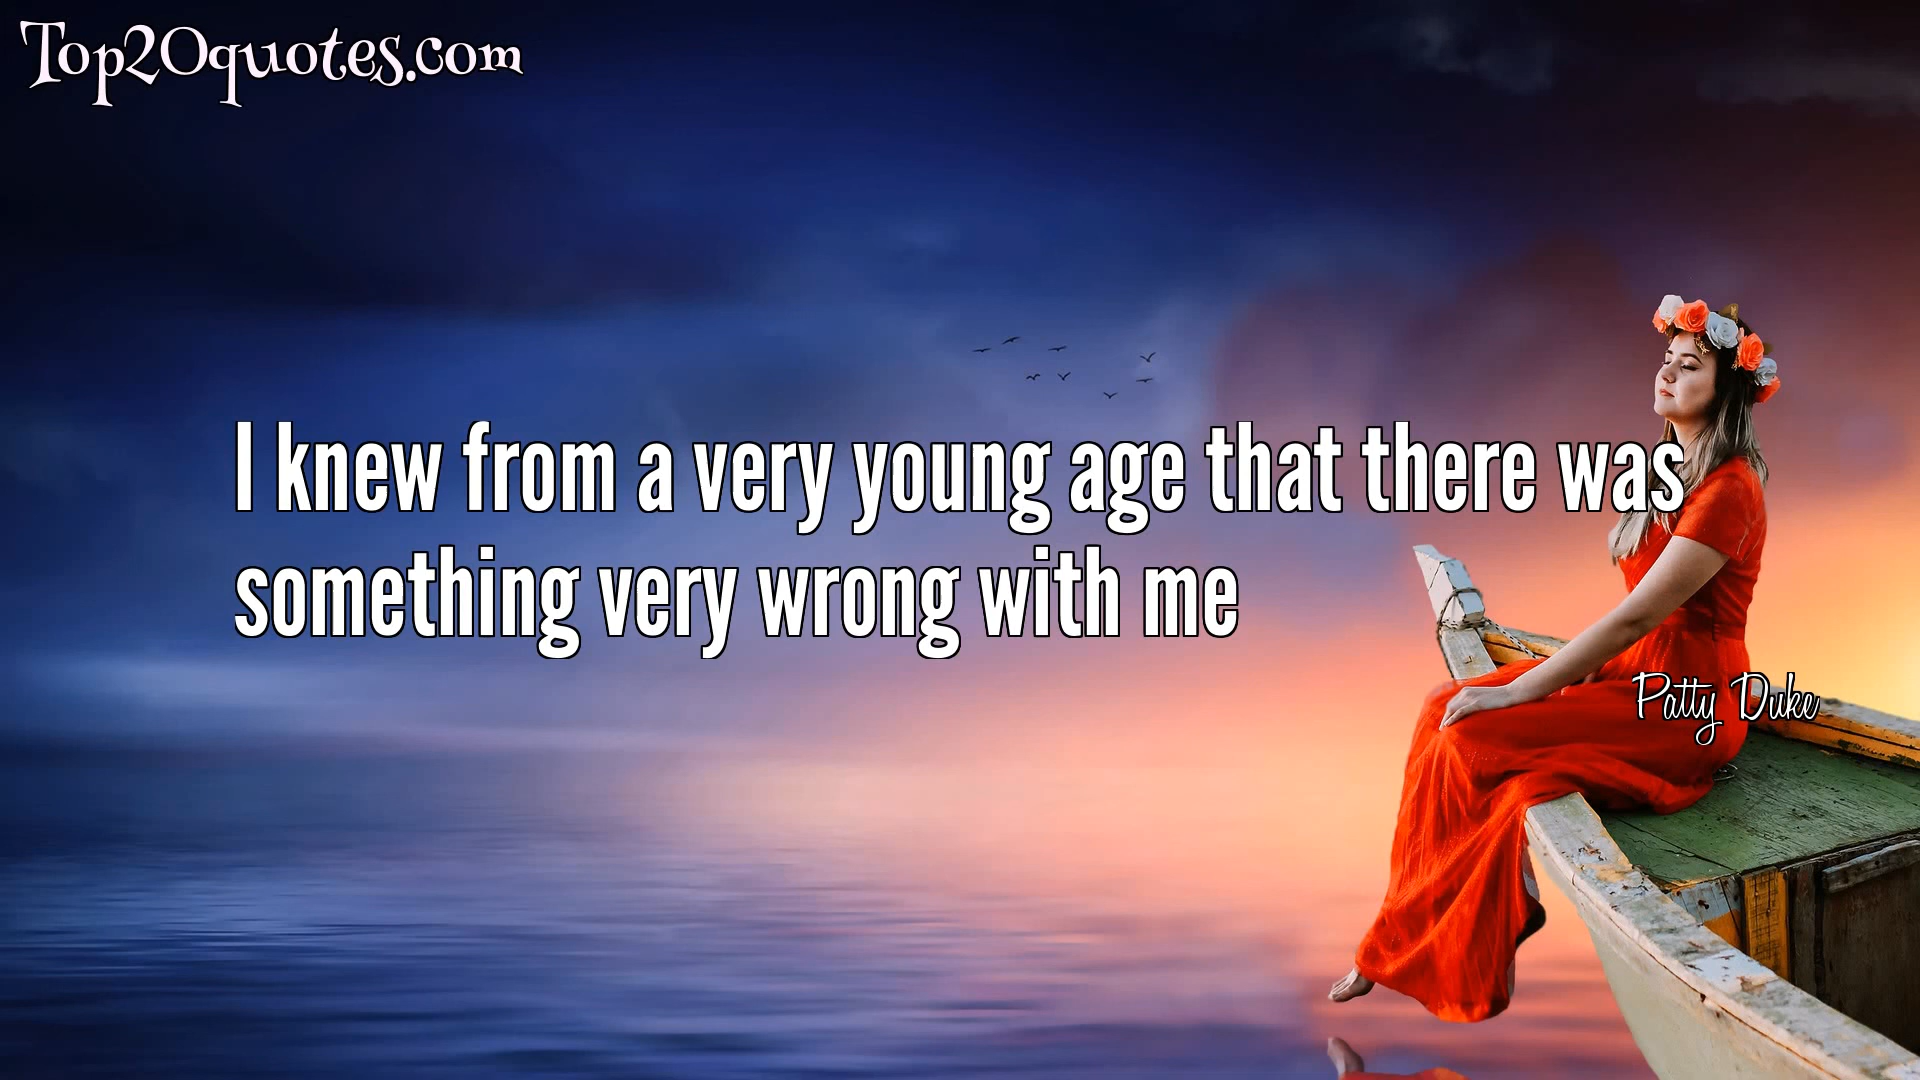 Top20quotes.com
I knew from a very young age that there was
something very wrong with me
Patty Duke